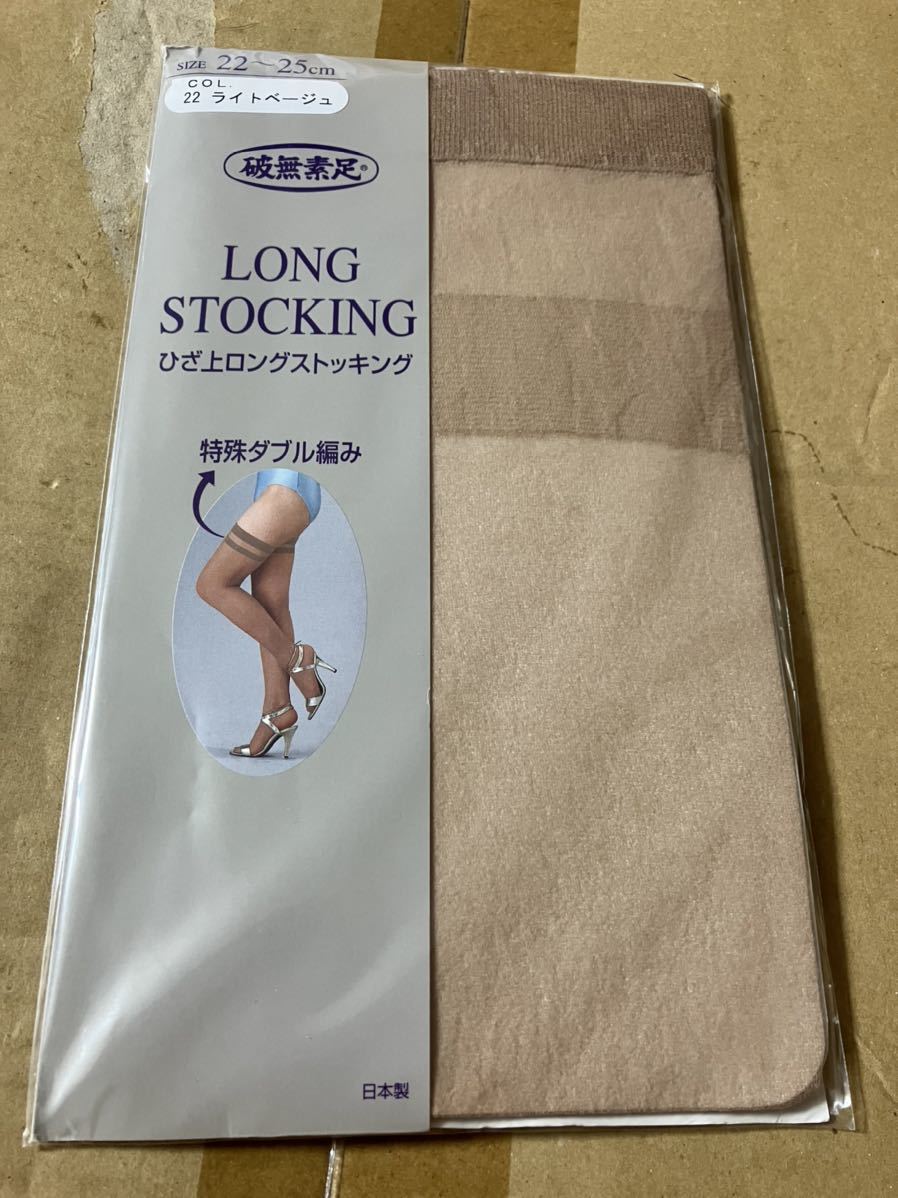 SIZE 22～25cm
COL.
22 ライトベージュ
破無素足®
LONG
STOCKING
ひざ上ロングストッキング
特殊ダブル編み
日本製